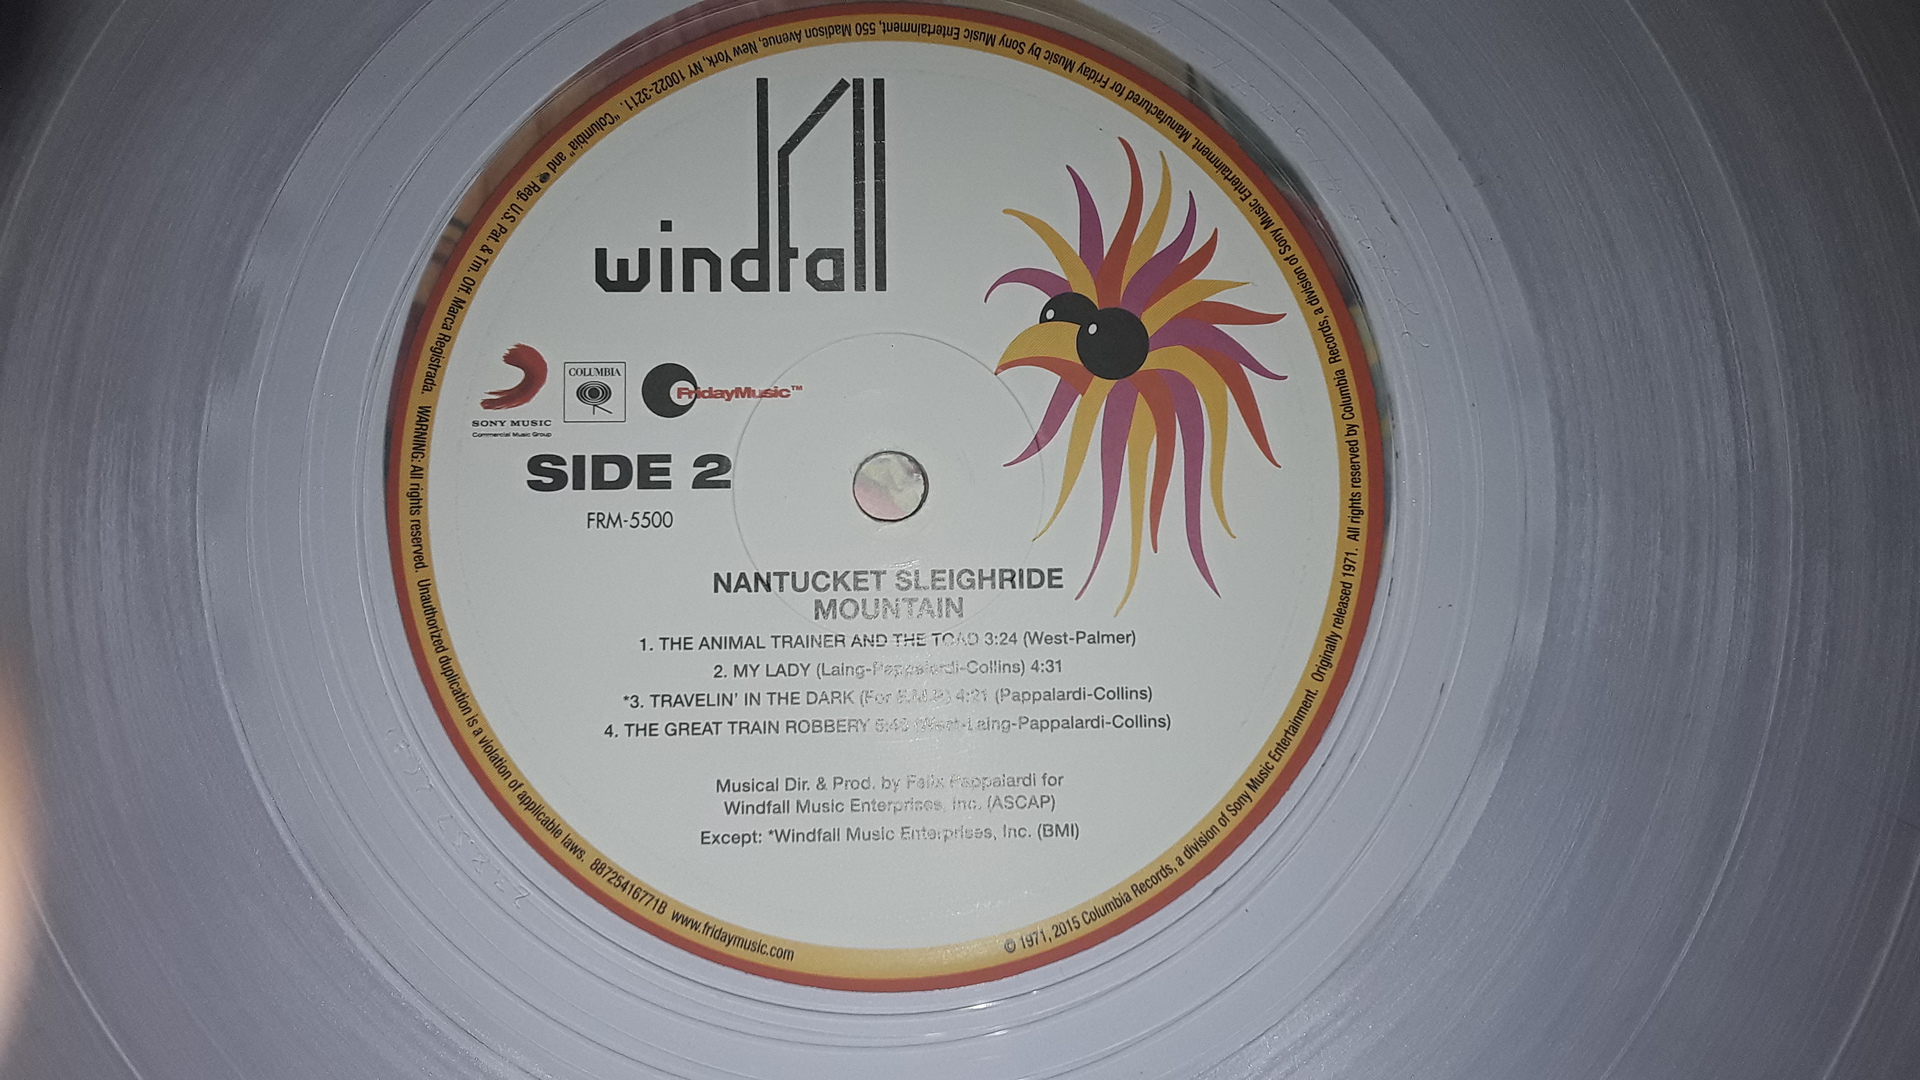 windfall
SONY MUSIC
Commercial Music Group
COLUMBIA
FridayMusic™
SIDE 2
FRM-5500
NANTUCKET SLEIGHRIDE
MOUNTAIN
1. THE ANIMAL TRAINER AND THE TOAD 3:24 (West-Palmer)
2. MY LADY (Laing-Pappalardi-Collins) 4:31
*3. TRAVELIN' IN THE DARK (For E.M.P.) 4:21 (Pappalardi-Collins)
4. THE GREAT TRAIN ROBBERY (West-Laing-Pappalardi-Collins)
Musical Dir. & Prod. by Felix Pappalardi for
Windfall Music Enterprises, Inc. (ASCAP)
Except: *Windfall Music Enterprises, Inc. (BMI)
© 1971, 2015 Columbia Records, a division of Sony Music Entertainment. Originally released 1971. All rights reserved by Columbia Records, a division of Sony Music Entertainment. Manufactured for Friday Music by Sony Music Entertainment, 550 Madison Avenue, New York, NY 10022-3211. "Columbia" and Reg. U.S. Pat. & Tm. Off. Marca Registrada. WARNING: All rights reserved. Unauthorized duplication is a violation of applicable laws. 88725416771B www.fridaymusic.com